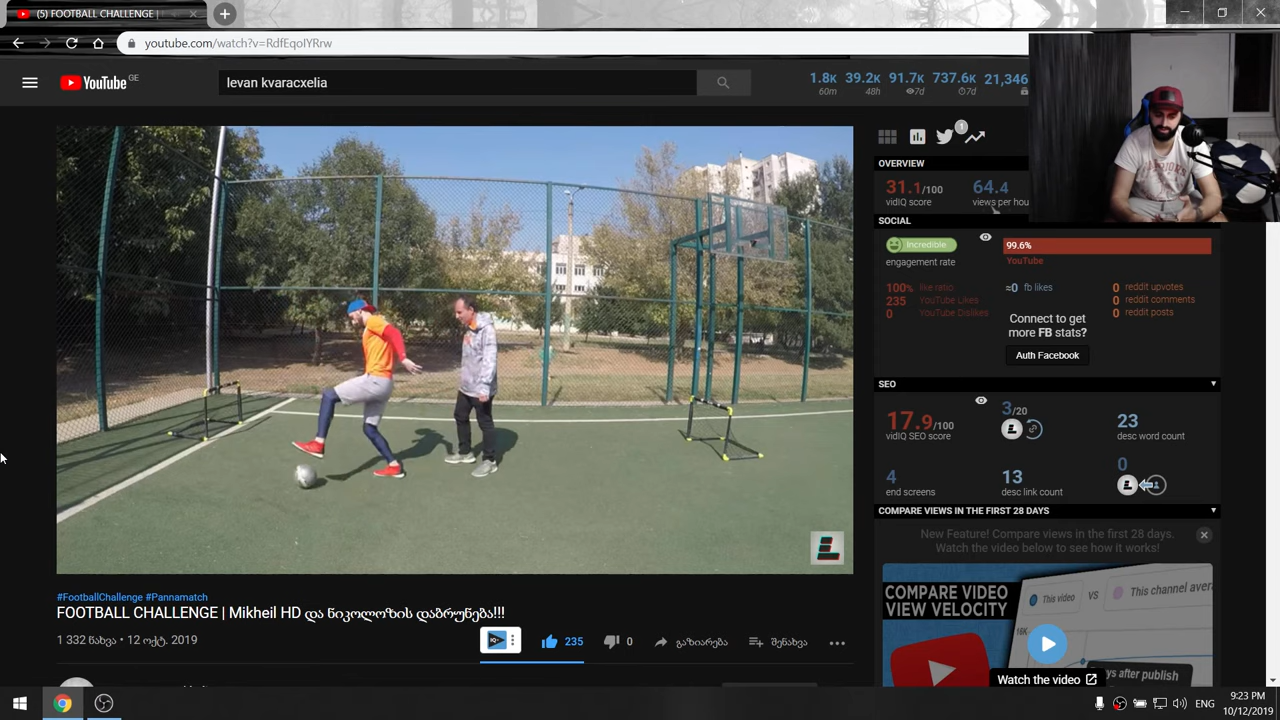 (5) FOOTBALL CHALLENGE |
youtube.com/watch?v=RdfEqoIYRrw
YouTube GE
levan kvaracxelia
1.8K 39.2K 91.7K 737.6K 21,346
60m 48h 7d 7d
1
OVERVIEW
31.1/100
vidIQ score
64.4
views per hou
SOCIAL
Incredible
engagement rate
99.6%
YouTube
100% like ratio
235 YouTube Likes
0 YouTube Dislikes
≈0 fb likes
Connect to get
more FB stats?
Auth Facebook
0 reddit upvotes
0 reddit comments
0 reddit posts
SEO
17.9/100
vidIQ SEO score
3/20
23
desc word count
4
end screens
13
desc link count
0
COMPARE VIEWS IN THE FIRST 28 DAYS
New Feature! Compare views in the first 28 days.
Watch the video below to see how it works!
COMPARE VIDEO
VIEW VELOCITY
This video VS This channel aver
16K
ays after publish
Watch the video
#FootballChallenge #Pannamatch
FOOTBALL CHALLENGE | Mikheil HD და ნიკოლოზის დაბრუნება!!!
1 332 ნახვა • 12 ოქტ. 2019
IQ
235
0
გაზიარება
შენახვა
ENG
9:23 PM
10/12/2019